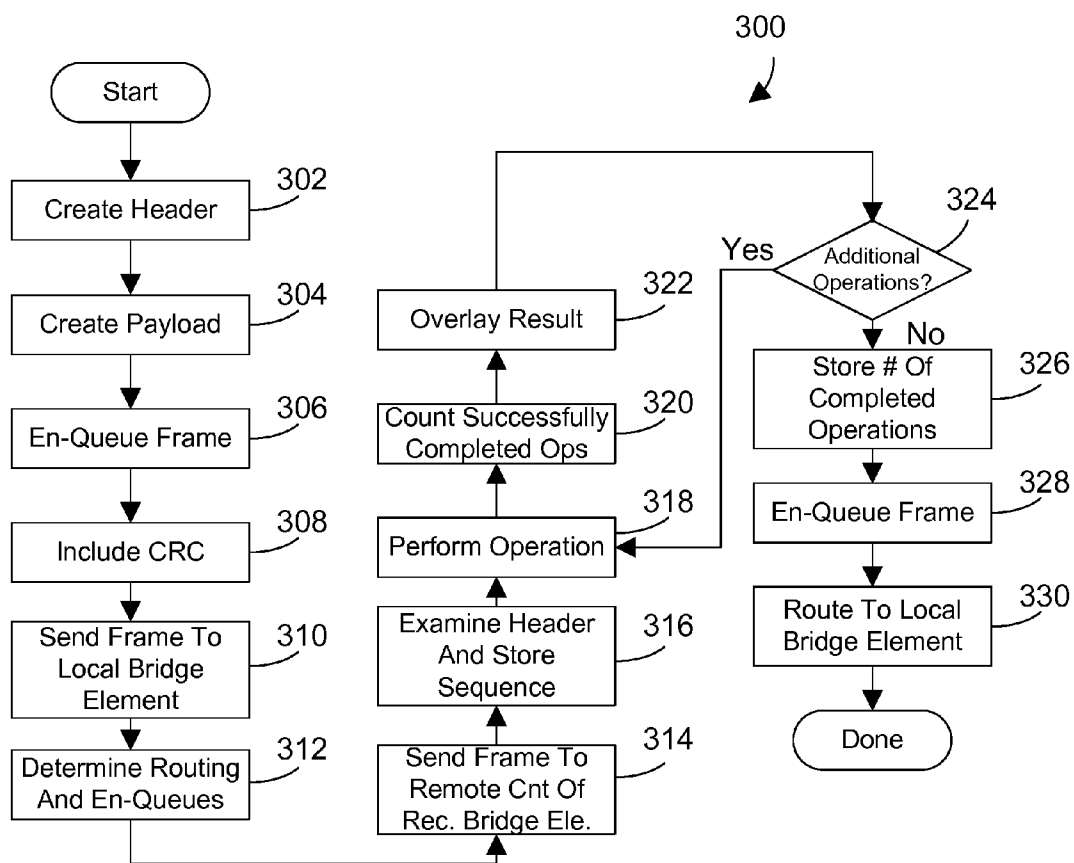 300
Start
302
Create Header
304
Create Payload
306
En-Queue Frame
308
Include CRC
310
Send Frame To
Local Bridge
Element
312
Determine Routing
And En-Queues
314
Send Frame To
Remote Cnt Of
Rec. Bridge Ele.
316
Examine Header
And Store
Sequence
318
Perform Operation
320
Count Successfully
Completed Ops
322
Overlay Result
324
Additional
Operations?
Yes
No
326
Store # Of
Completed
Operations
328
En-Queue Frame
330
Route To Local
Bridge Element
Done